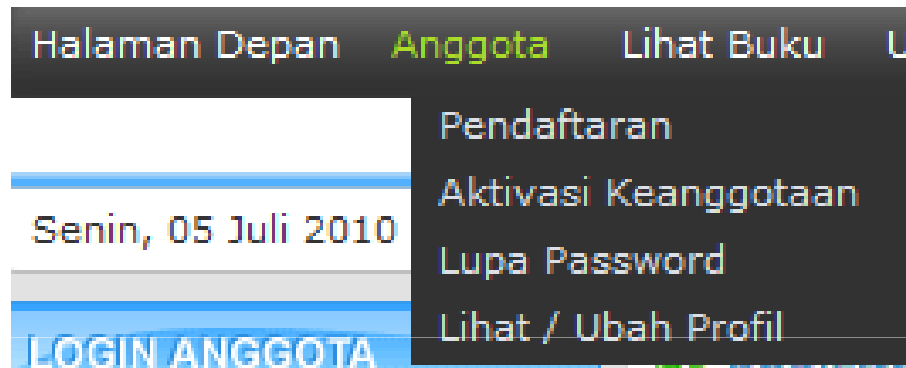 Halaman Depan Anggota Lihat Buku
Pendaftaran
Aktivasi Keanggotaan
Senin, 05 Juli 2010
Lupa Password
Lihat / Ubah Profil
LOGIN ANGGOTA